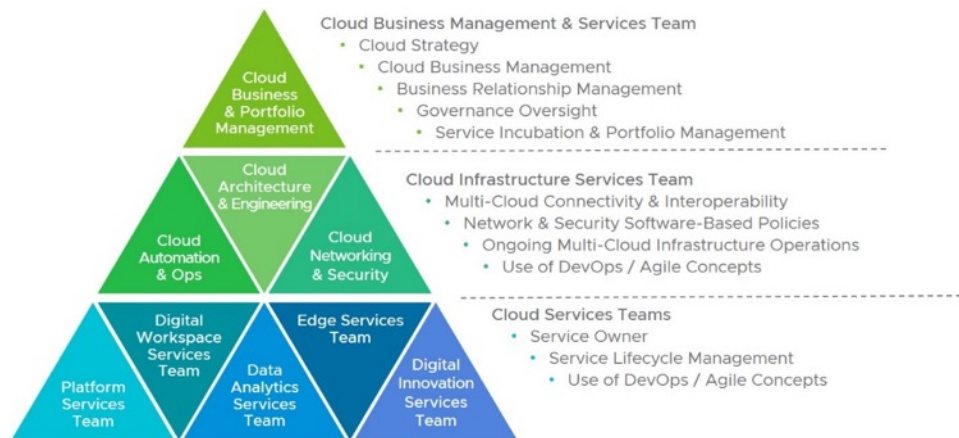 Cloud Business Management & Services Team
• Cloud Strategy
• Cloud Business Management
• Business Relationship Management
• Governance Oversight
• Service Incubation & Portfolio Management
Cloud
Business
& Portfolio
Management
Cloud Infrastructure Services Team
• Multi-Cloud Connectivity & Interoperability
• Network & Security Software-Based Policies
• Ongoing Multi-Cloud Infrastructure Operations
• Use of DevOps / Agile Concepts
Cloud
Architecture
& Engineering
Cloud
Automation
& Ops
Cloud
Networking
& Security
Cloud Services Teams
• Service Owner
• Service Lifecycle Management
• Use of DevOps / Agile Concepts
Platform
Services
Team
Digital
Workspace
Services
Team
Data
Analytics
Services
Team
Edge Services
Team
Digital
Innovation
Services
Team